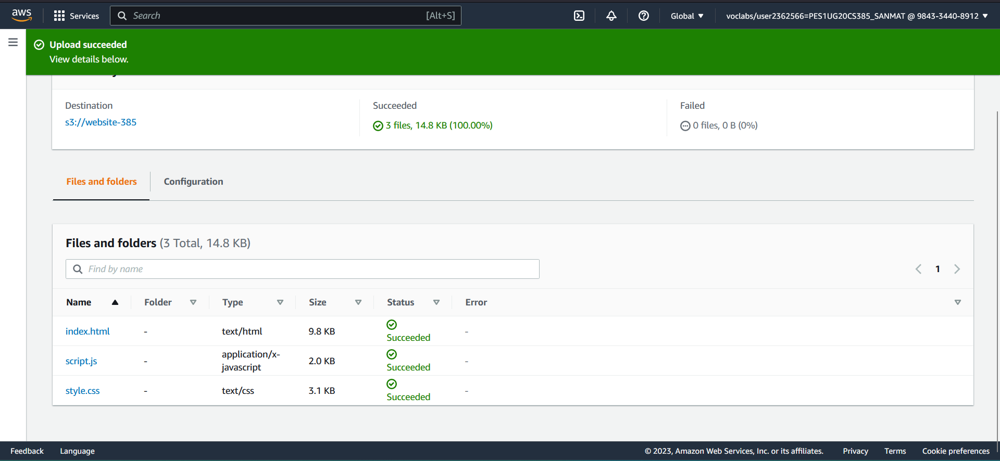 aws Services Search [Alt+S] Global voclabs/user2362566=PES1UG20CS385_SANMAT @ 9843-3440-8912
Upload succeeded
View details below.
Destination Succeeded Failed
s3://website-385 3 files, 14.8 KB (100.00%) 0 files, 0 B (0%)
Files and folders Configuration
Files and folders (3 Total, 14.8 KB)
Find by name 1
Name Folder Type Size Status Error
index.html - text/html 9.8 KB Succeeded -
script.js - application/x-
javascript 2.0 KB Succeeded -
style.css - text/css 3.1 KB Succeeded -
Feedback Language © 2023, Amazon Web Services, Inc. or its affiliates. Privacy Terms Cookie preferences